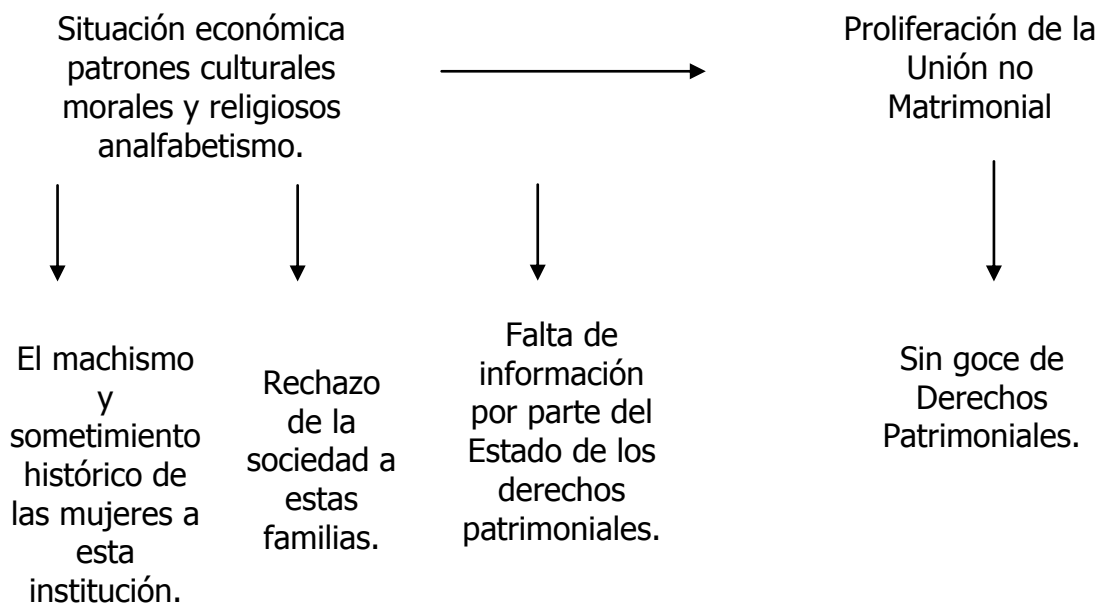 Situación económica
patrones culturales
morales y religiosos
analfabetismo.
Proliferación de la
Unión no
Matrimonial
El machismo
y
sometimiento
histórico de
las mujeres a
esta
institución.
Rechazo
de la
sociedad a
estas
familias.
Falta de
información
por parte del
Estado de los
derechos
patrimoniales.
Sin goce de
Derechos
Patrimoniales.